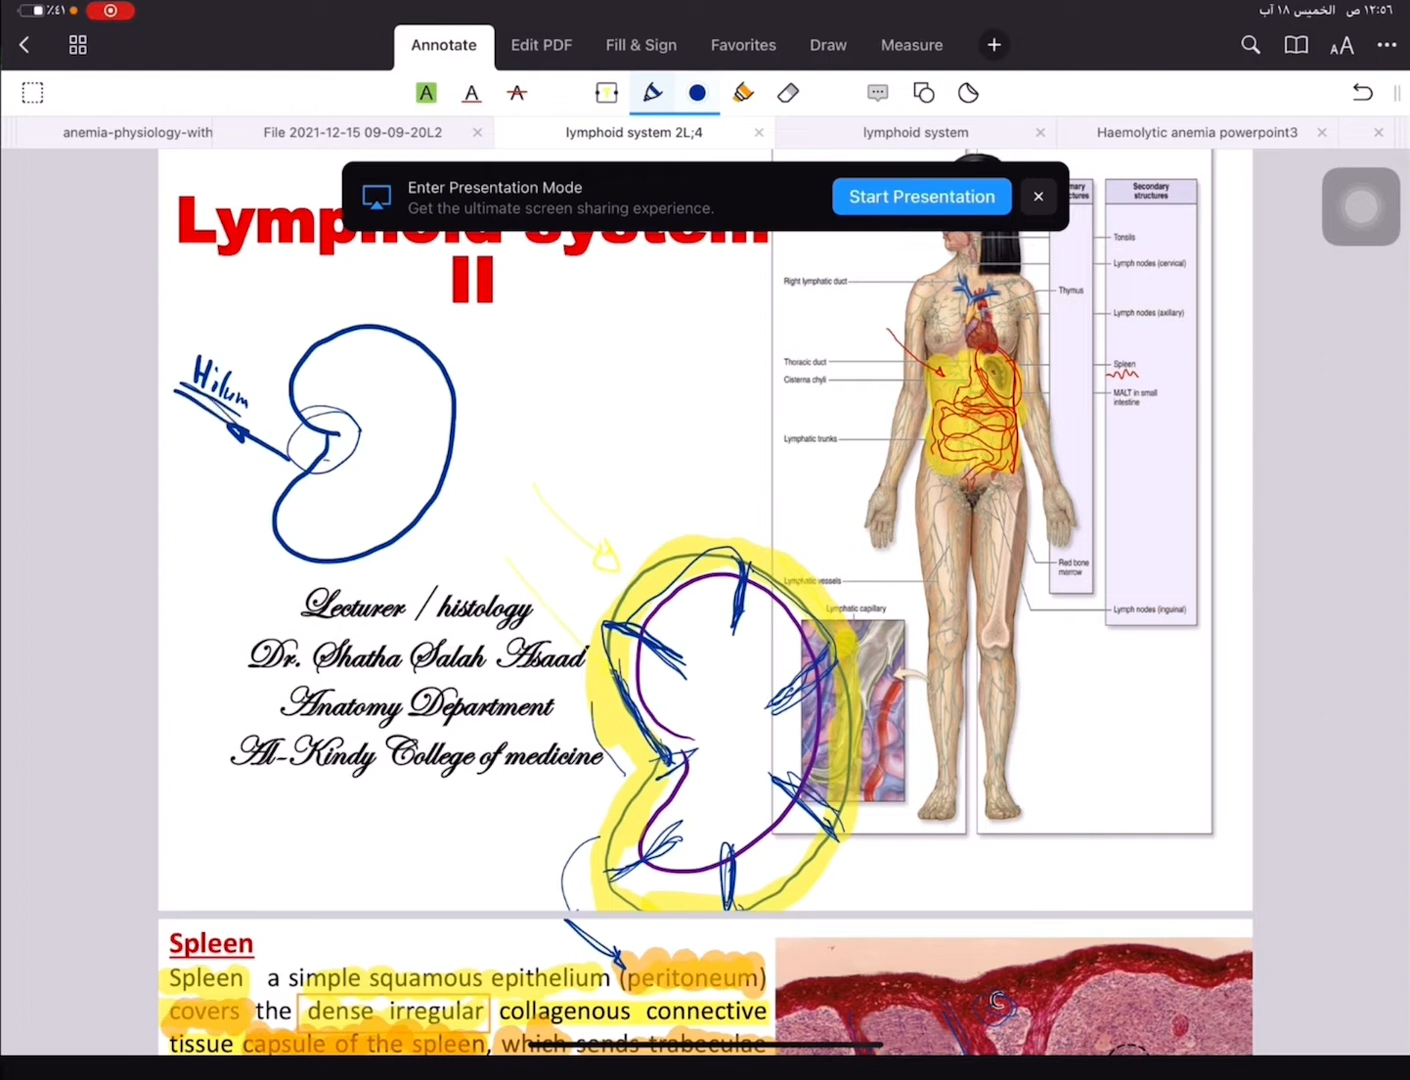 ٪٤١
١٢:٥٦ ص الخميس ١٨ آب
Annotate
Edit PDF
Fill & Sign
Favorites
Draw
Measure
anemia-physiology-with
File 2021-12-15 09-09-20L2
lymphoid system 2L;4
lymphoid system
Haemolytic anemia powerpoint3
Enter Presentation Mode
Get the ultimate screen sharing experience.
Start Presentation
Lymphoid system
II
Hilum
Lecturer / histology
Dr. Shatha Salah Asaad
Anatomy Department
Al-Kindy College of medicine
Secondary
structures
Tonsils
Lymph nodes (cervical)
Right lymphatic duct
Thymus
Lymph nodes (axillary)
Thoracic duct
Spleen
Cisterna chyli
MALT in small
intestine
Lymphatic trunks
Red bone
marrow
Lymphatic vessels
Lymphatic capillary
Lymph nodes (inguinal)
Spleen
Spleen a simple squamous epithelium (peritoneum)
covers the dense irregular collagenous connective
tissue capsule of the spleen, which sends trabeculae